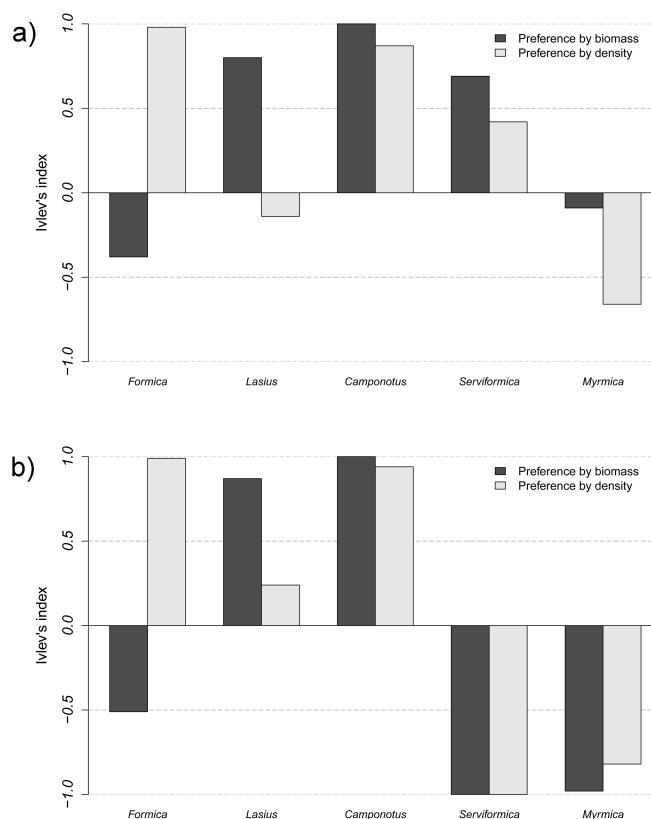 a)
Preference by biomass
Preference by density
Ivlev's index
1.0
0.5
0.0
−0.5
−1.0
Formica Lasius Camponotus Serviformica Myrmica
b)
Preference by biomass
Preference by density
Ivlev's index
1.0
0.5
0.0
−0.5
−1.0
Formica Lasius Camponotus Serviformica Myrmica